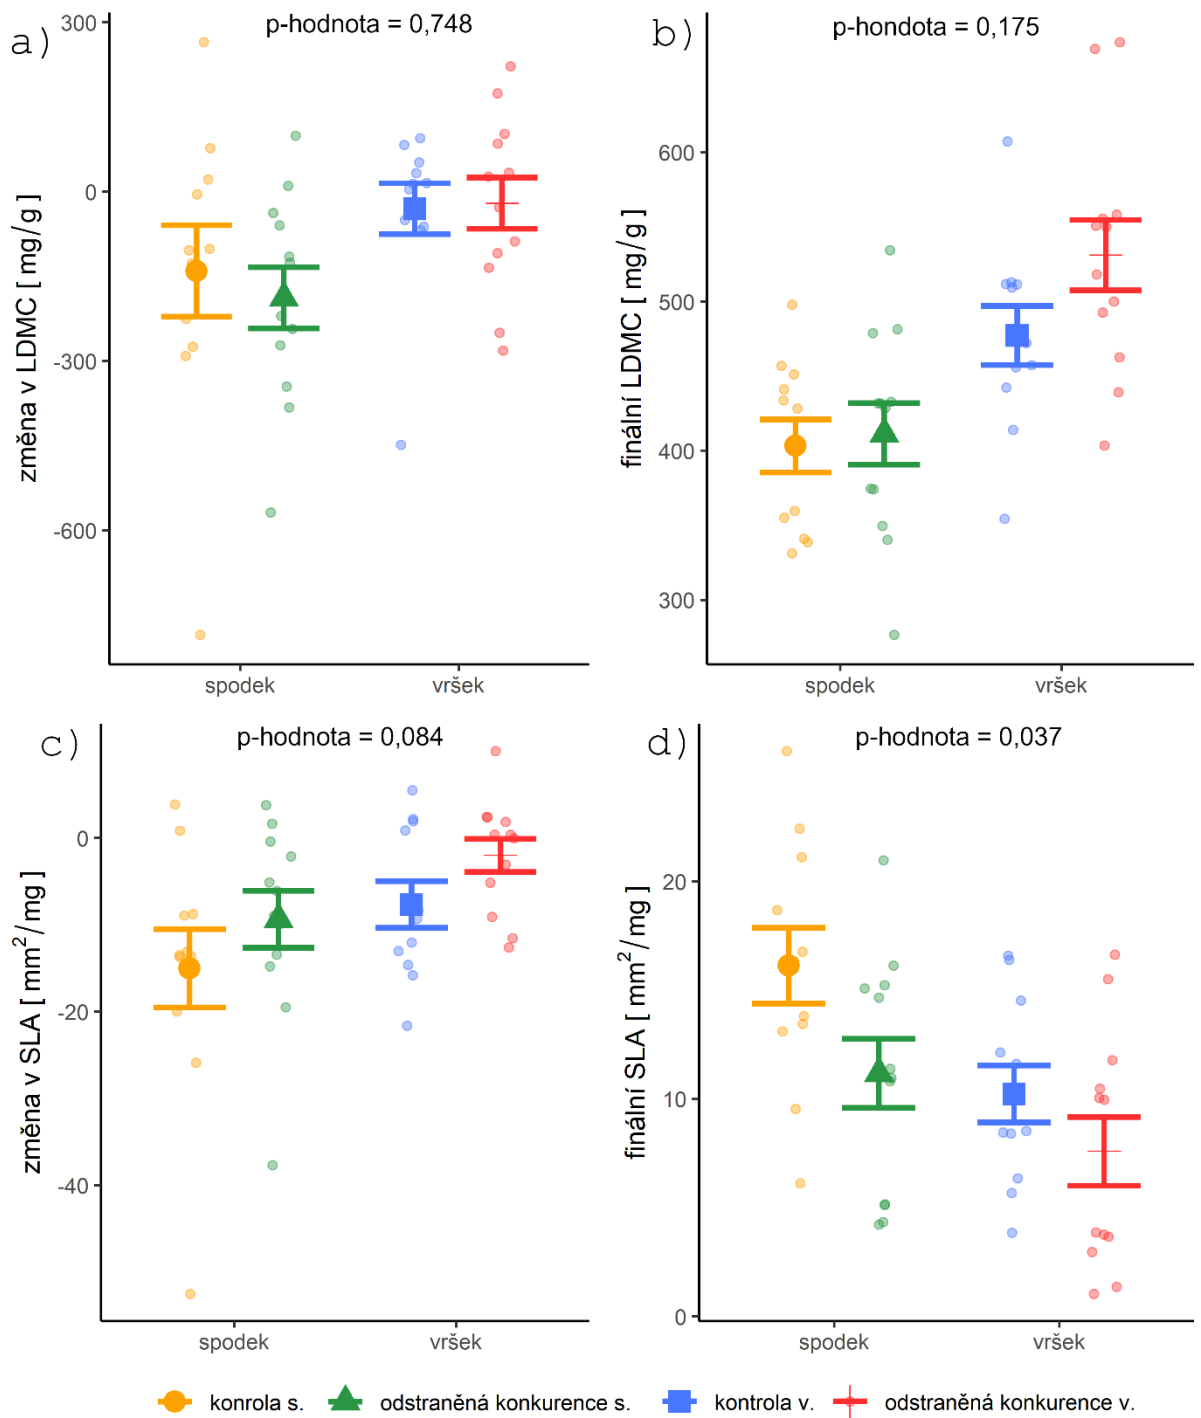 a)
p-hodnota = 0,748
změna v LDMC [ mg/g ]
300
0
-300
-600
spodek
vršek
b)
p-hondota = 0,175
finální LDMC [ mg/g ]
600
500
400
300
spodek
vršek
c)
p-hodnota = 0,084
změna v SLA [ mm²/mg ]
0
-20
-40
spodek
vršek
d)
p-hodnota = 0,037
finální SLA [ mm²/mg ]
20
10
0
spodek
vršek
konrola s. odstraněná konkurence s. kontrola v. odstraněná konkurence v.